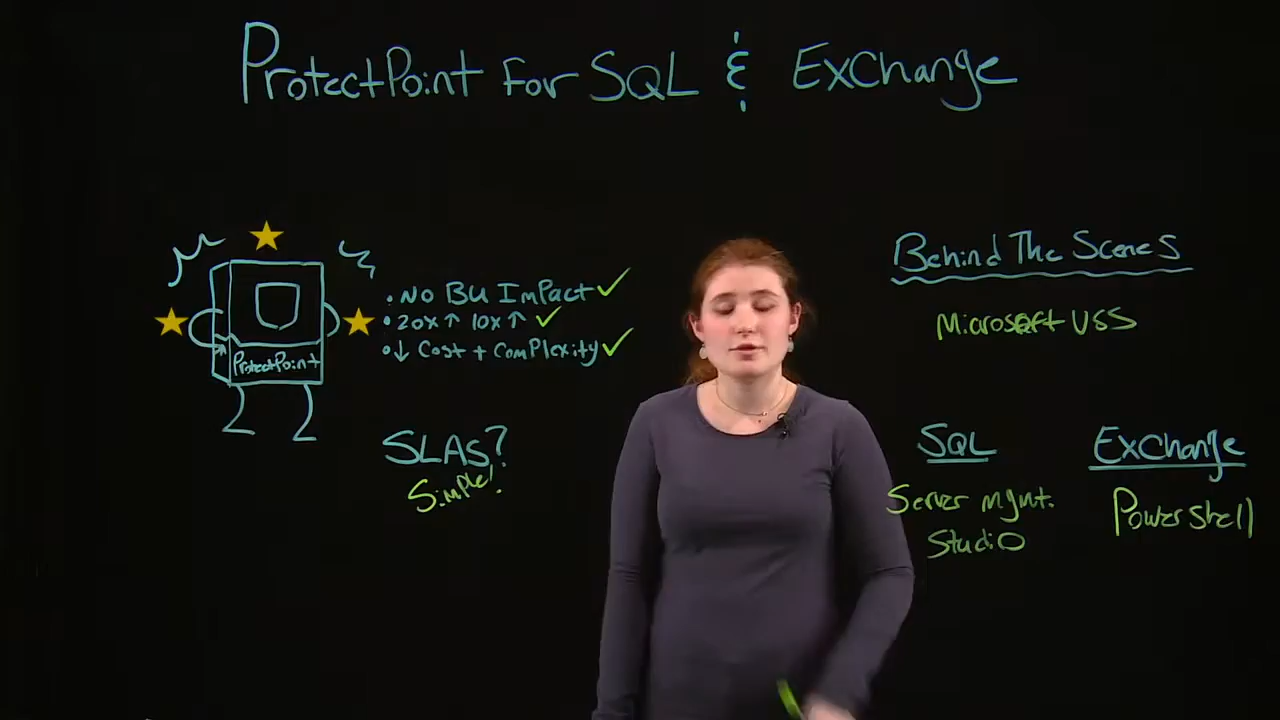 ProtectPoint For SQL & ExChange
• No BU Impact ✓
• 20x ↑ 10x ↑ ✓
• ↓ Cost + Complexity ✓
ProtectPoint
SLAS?
Simple!
Behind The Scenes
Microsoft VSS
SQL
Server mgmt.
Studio
ExChange
Powershell